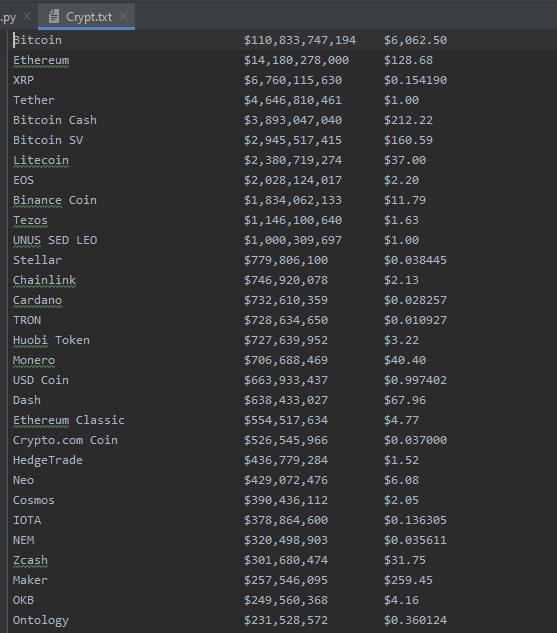 .py Crypt.txt
Bitcoin $110,833,747,194 $6,062.50
Ethereum $14,180,278,000 $128.68
XRP $6,760,115,630 $0.154190
Tether $4,646,810,461 $1.00
Bitcoin Cash $3,893,047,040 $212.22
Bitcoin SV $2,945,517,415 $160.59
Litecoin $2,380,719,274 $37.00
EOS $2,028,124,017 $2.20
Binance Coin $1,834,062,133 $11.79
Tezos $1,146,100,640 $1.63
UNUS SED LEO $1,000,309,697 $1.00
Stellar $779,806,100 $0.038445
Chainlink $746,920,078 $2.13
Cardano $732,610,359 $0.028257
TRON $728,634,650 $0.010927
Huobi Token $727,639,952 $3.22
Monero $706,688,469 $40.40
USD Coin $663,933,437 $0.997402
Dash $638,433,027 $67.96
Ethereum Classic $554,517,634 $4.77
Crypto.com Coin $526,545,966 $0.037000
HedgeTrade $436,779,284 $1.52
Neo $429,072,476 $6.08
Cosmos $390,436,112 $2.05
IOTA $378,864,600 $0.136305
NEM $320,498,903 $0.035611
Zcash $301,680,474 $31.75
Maker $257,546,095 $259.45
OKB $249,560,368 $4.16
Ontology $231,528,572 $0.360124